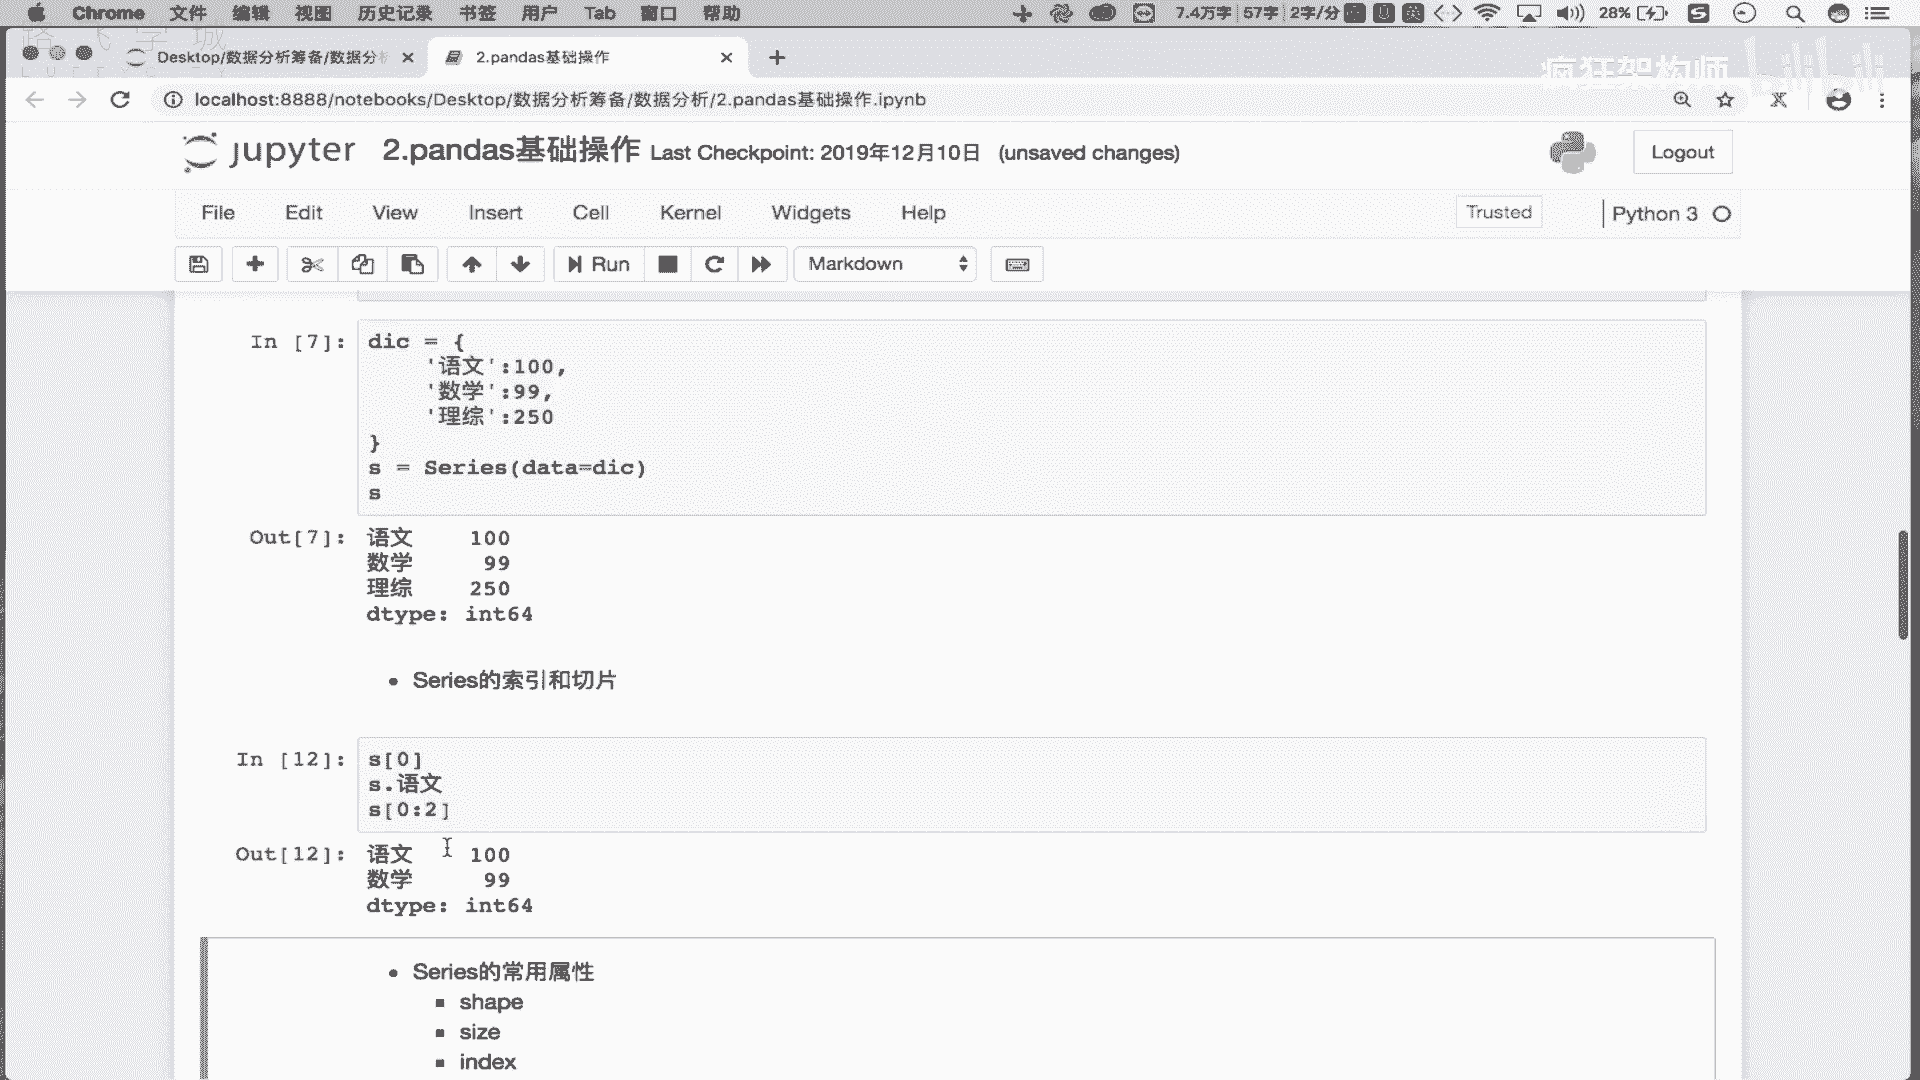 Chrome 文件 编辑 视图 历史记录 书签 用户 Tab 窗口 帮助 7.4万字 57字 2字/分 英 28%
路飞学城
Desktop/数据分析筹备/数据分析 2.pandas基础操作
疯狂架构师 bilibili
localhost:8888/notebooks/Desktop/数据分析筹备/数据分析/2.pandas基础操作.ipynb
jupyter 2.pandas基础操作 Last Checkpoint: 2019年12月10日 (unsaved changes) Logout
File Edit View Insert Cell Kernel Widgets Help Trusted Python 3
Run Markdown
In [7]: dic = {
'语文':100,
'数学':99,
'理综':250
}
s = Series(data=dic)
s
Out[7]: 语文 100
数学 99
理综 250
dtype: int64
Series的索引和切片
In [12]: s[0]
s.语文
s[0:2]
Out[12]: 语文 100
数学 99
dtype: int64
Series的常用属性
shape
size
index